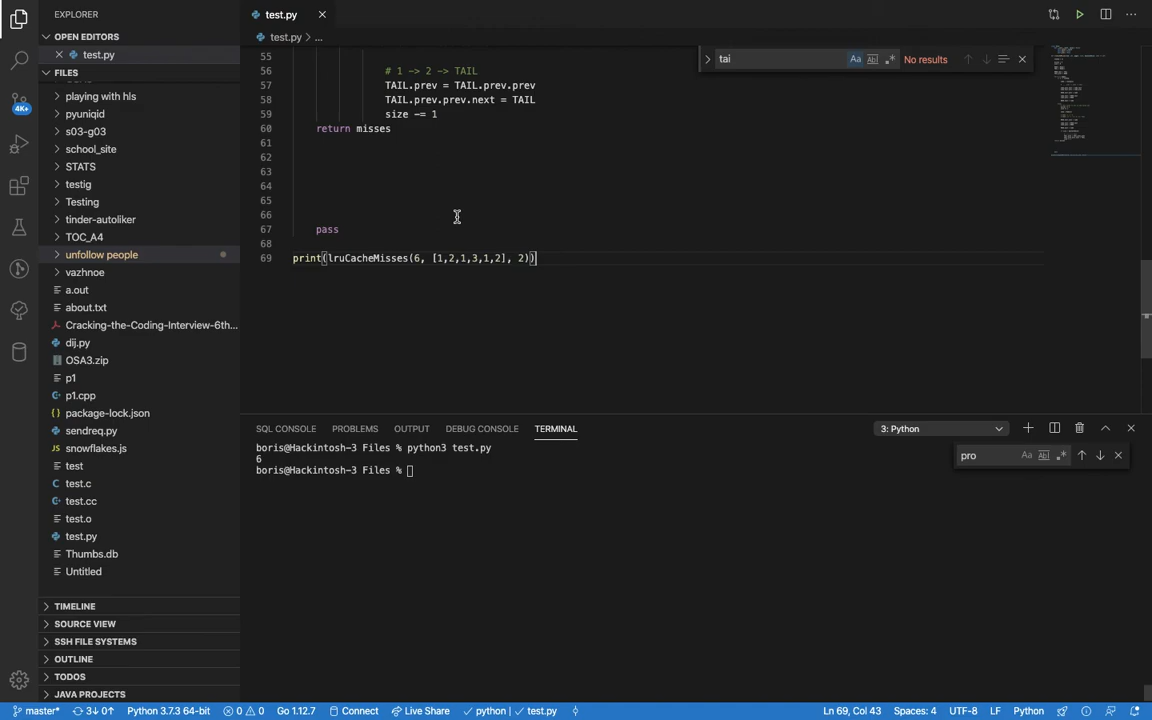 EXPLORER
OPEN EDITORS
test.py
FILES
playing with hls
pyuniqid
s03-g03
school_site
STATS
testig
Testing
tinder-autoliker
TOC_A4
unfollow people
vazhnoe
a.out
about.txt
Cracking-the-Coding-Interview-6th...
dij.py
OSA3.zip
p1
p1.cpp
package-lock.json
sendreq.py
snowflakes.js
test
test.c
test.cc
test.o
test.py
Thumbs.db
Untitled
TIMELINE
SOURCE VIEW
SSH FILE SYSTEMS
OUTLINE
TODOS
JAVA PROJECTS
4K+
test.py
test.py > ...
tai
Aa
No results
55
56 # 1 -> 2 -> TAIL
57 TAIL.prev = TAIL.prev.prev
58 TAIL.prev.prev.next = TAIL
59 size -= 1
60 return misses
61
62
63
64
65
66
67 pass
68
69 print(lruCacheMisses(6, [1,2,1,3,1,2], 2))
SQL CONSOLE PROBLEMS OUTPUT DEBUG CONSOLE TERMINAL
3: Python
pro
Aa
boris@Hackintosh-3 Files % python3 test.py
6
boris@Hackintosh-3 Files %
master* 3↓ 0↑ Python 3.7.3 64-bit 0 0 Go 1.12.7 Connect Live Share ✓ python | ✓ test.py Ln 69, Col 43 Spaces: 4 UTF-8 LF Python